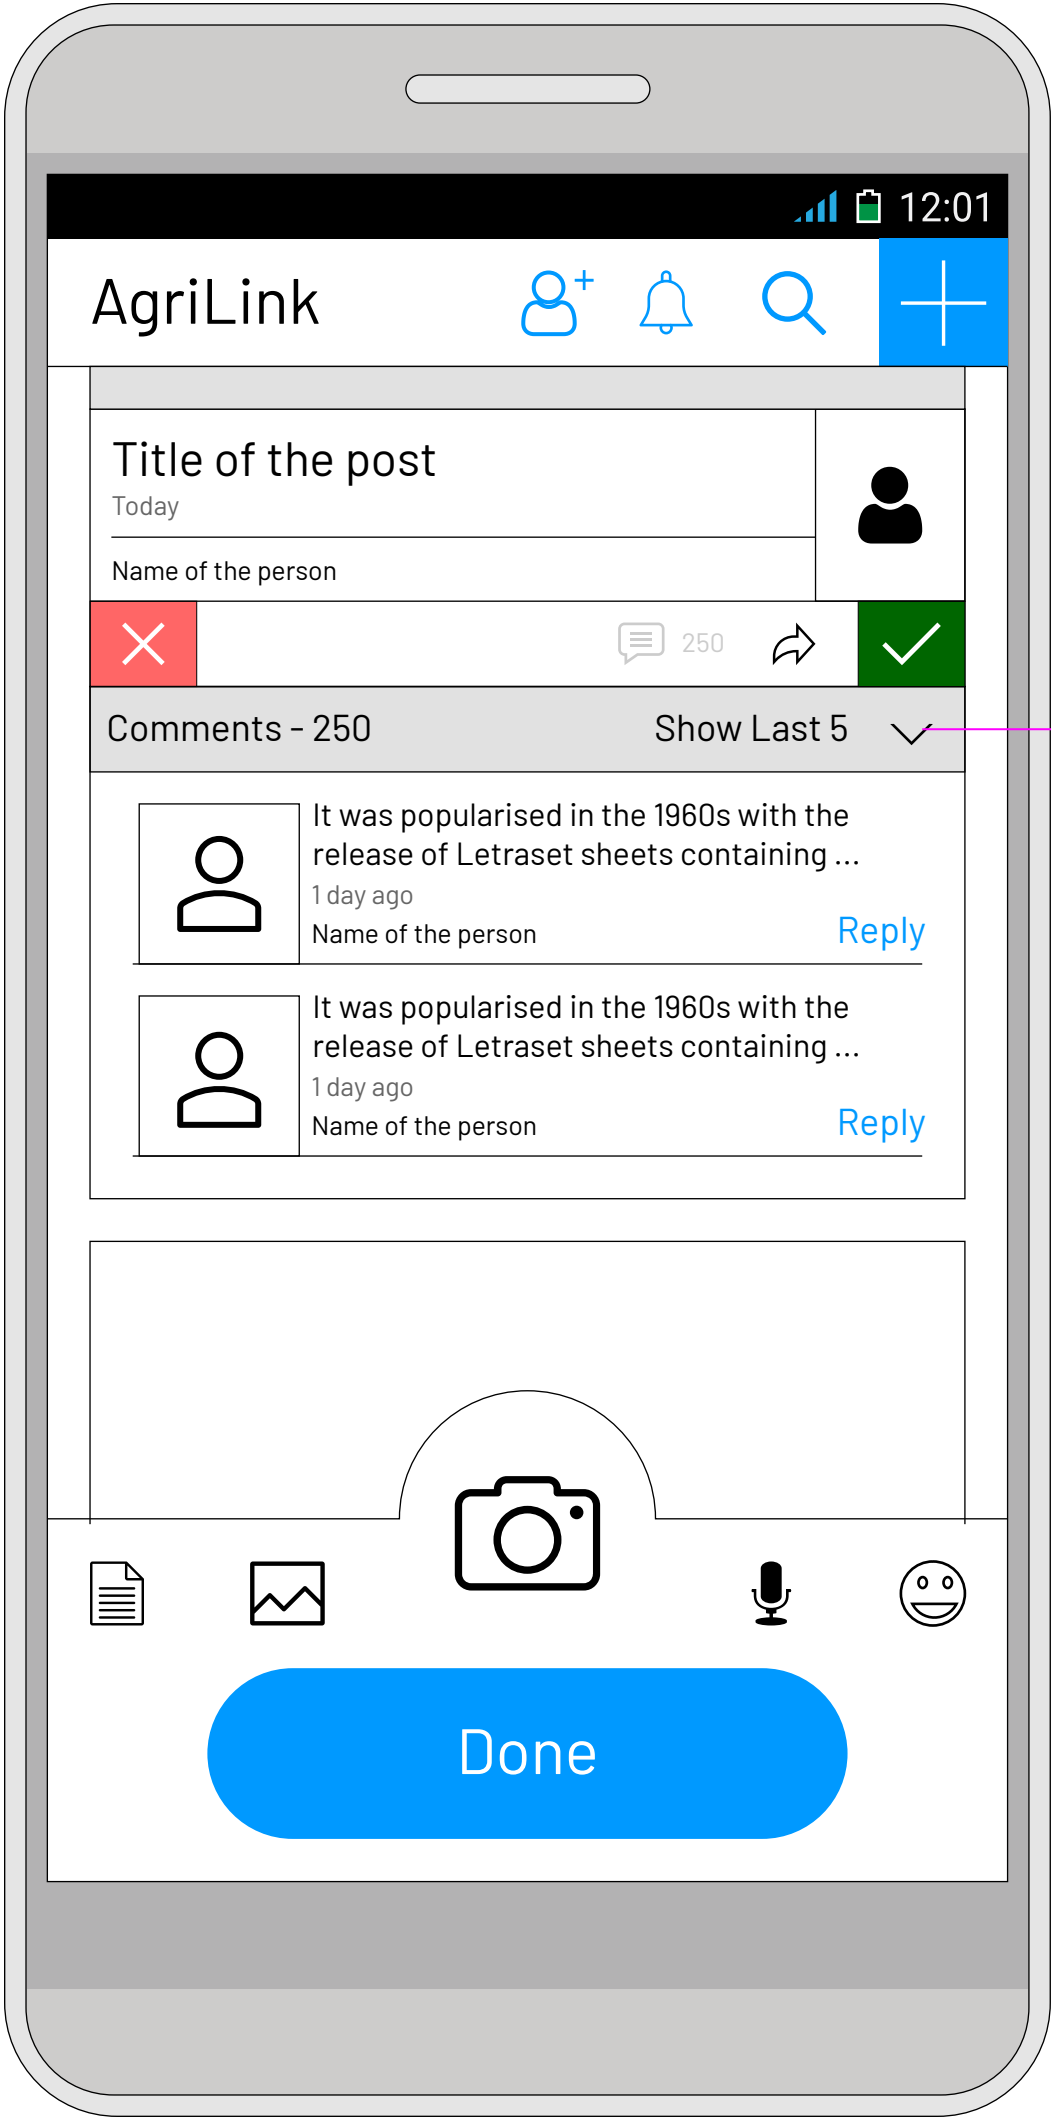 12:01
AgriLink
Title of the post
Today
Name of the person
250
Comments - 250 Show Last 5
It was popularised in the 1960s with the
release of Letraset sheets containing ...
1 day ago
Name of the person
Reply
It was popularised in the 1960s with the
release of Letraset sheets containing ...
1 day ago
Name of the person
Reply
Done